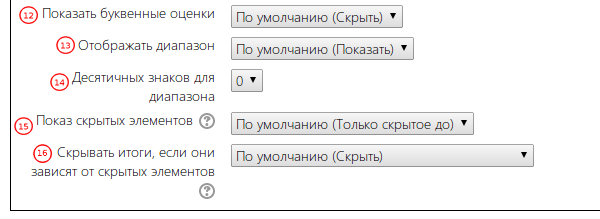 12 Показать буквенные оценки По умолчанию (Скрыть)
13 Отображать диапазон По умолчанию (Показать)
14 Десятичных знаков для 0
диапазона
15 Показ скрытых элементов ? По умолчанию (Только скрытое до)
16 Скрывать итоги, если они По умолчанию (Скрыть)
зависят от скрытых элементов
?